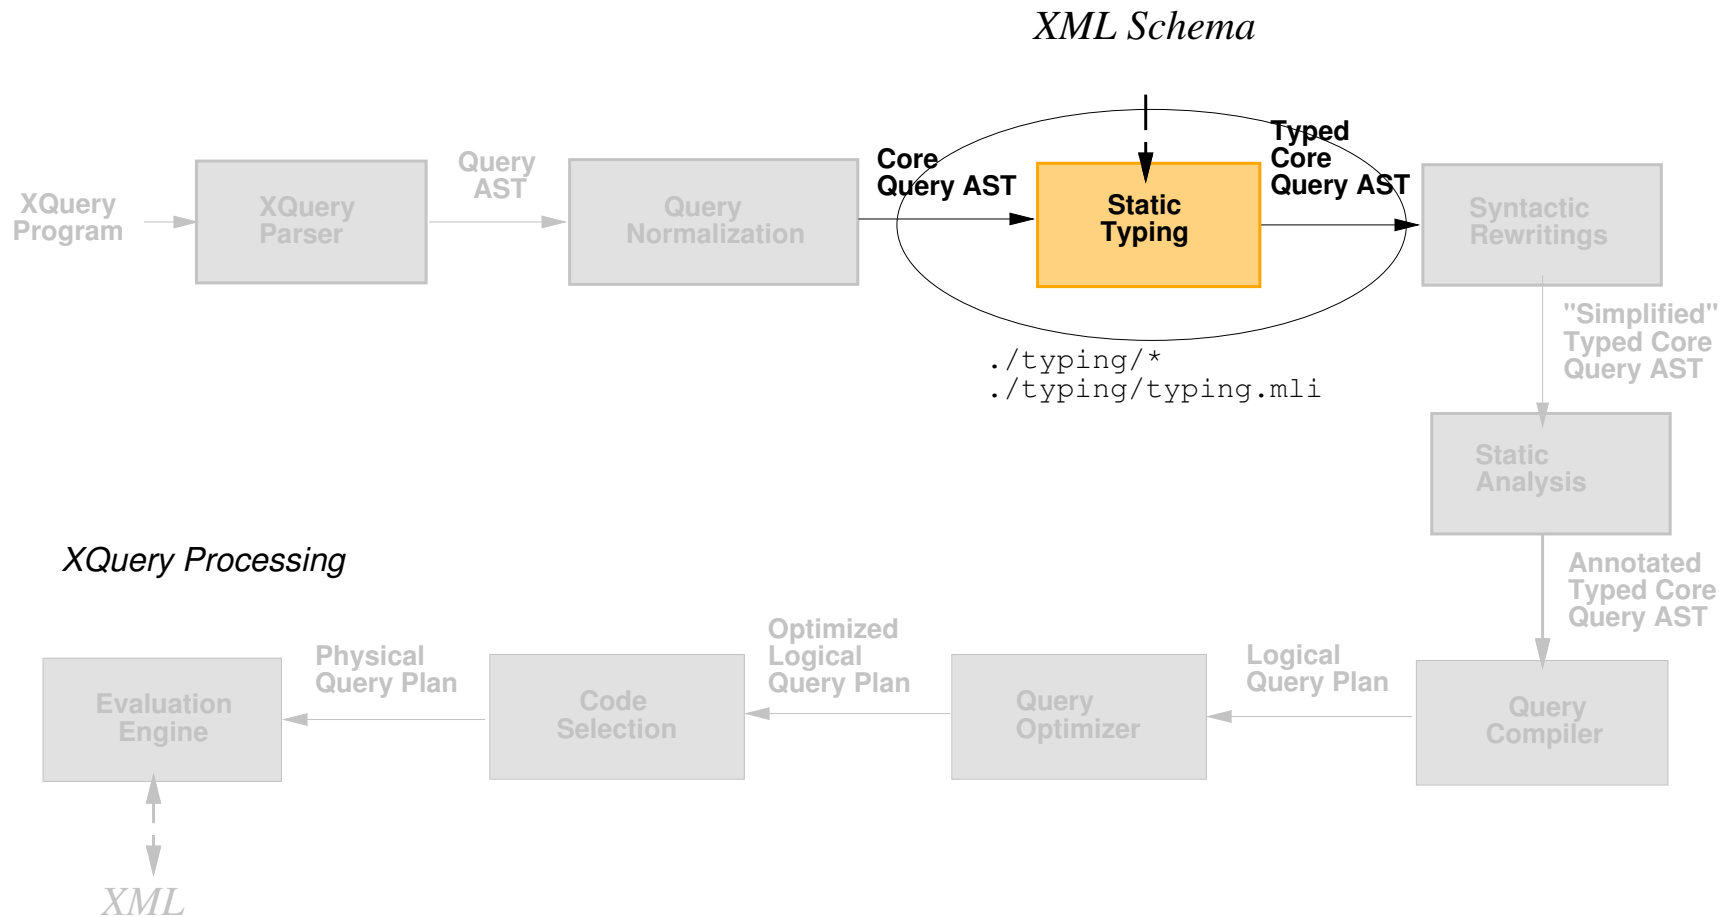 XML Schema
XQuery
Program
XQuery
Parser
Query
AST
Query
Normalization
Core
Query AST
Static
Typing
Typed
Core
Query AST
Syntactic
Rewritings
./typing/*
./typing/typing.mli
"Simplified"
Typed Core
Query AST
Static
Analysis
Annotated
Typed Core
Query AST
XQuery Processing
Evaluation
Engine
Physical
Query Plan
Code
Selection
Optimized
Logical
Query Plan
Query
Optimizer
Logical
Query Plan
Query
Compiler
XML